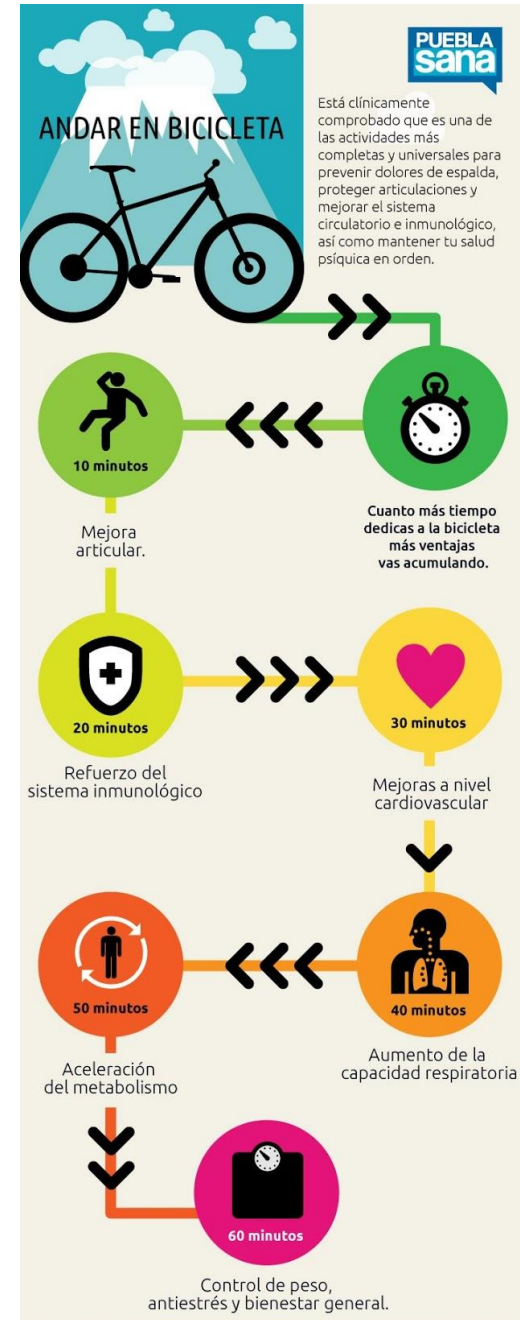 PUEBLA
sana
ANDAR EN BICICLETA
Está clínicamente
comprobado que es una de
las actividades más
completas y universales para
prevenir dolores de espalda,
proteger articulaciones y
mejorar el sistema
circulatorio e inmunológico,
así como mantener tu salud
psíquica en orden.
Cuanto más tiempo
dedicas a la bicicleta
más ventajas
vas acumulando.
10 minutos
Mejora
articular.
20 minutos
Refuerzo del
sistema inmunológico
30 minutos
Mejoras a nivel
cardiovascular
40 minutos
Aumento de la
capacidad respiratoria
50 minutos
Aceleración
del metabolismo
60 minutos
Control de peso,
antiestrés y bienestar general.